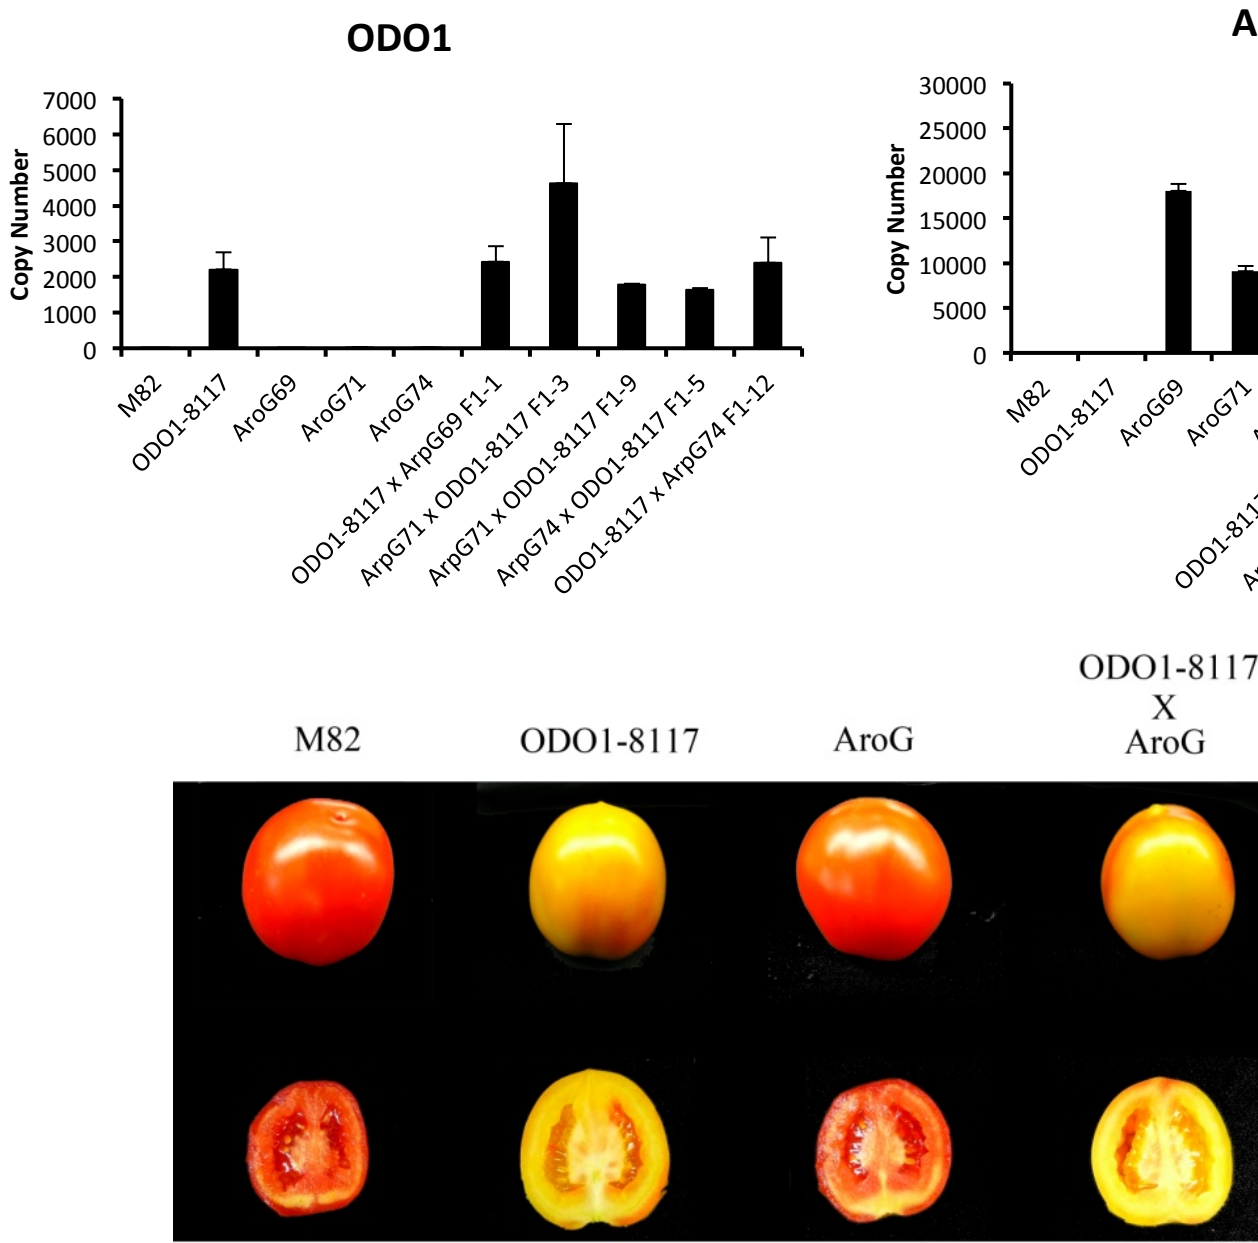 ODO1
A
Copy Number
7000
6000
5000
4000
3000
2000
1000
0
M82
ODO1-8117
AroG69
AroG71
AroG74
ODO1-8117 x ArpG69 F1-1
ArpG71 x ODO1-8117 F1-3
ArpG71 x ODO1-8117 F1-9
ArpG74 x ODO1-8117 F1-5
ODO1-8117 x ArpG74 F1-12
Copy Number
30000
25000
20000
15000
10000
5000
0
M82
ODO1-8117
AroG69
AroG71
ODO1-8117
M82
ODO1-8117
AroG
ODO1-8117
X
AroG